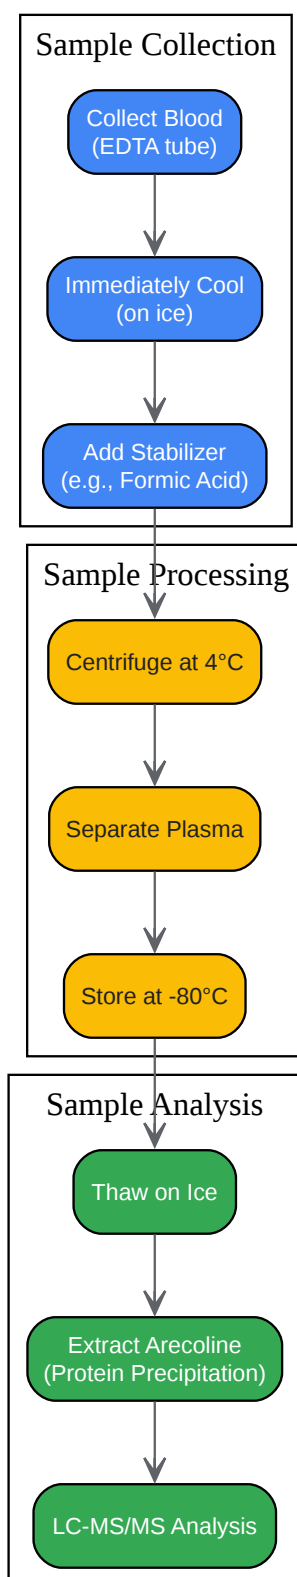 Sample Collection
Collect Blood
(EDTA tube)
Immediately Cool
(on ice)
Add Stabilizer
(e.g., Formic Acid)
Sample Processing
Centrifuge at 4°C
Separate Plasma
Store at -80°C
Sample Analysis
Thaw on Ice
Extract Arecoline
(Protein Precipitation)
LC-MS/MS Analysis